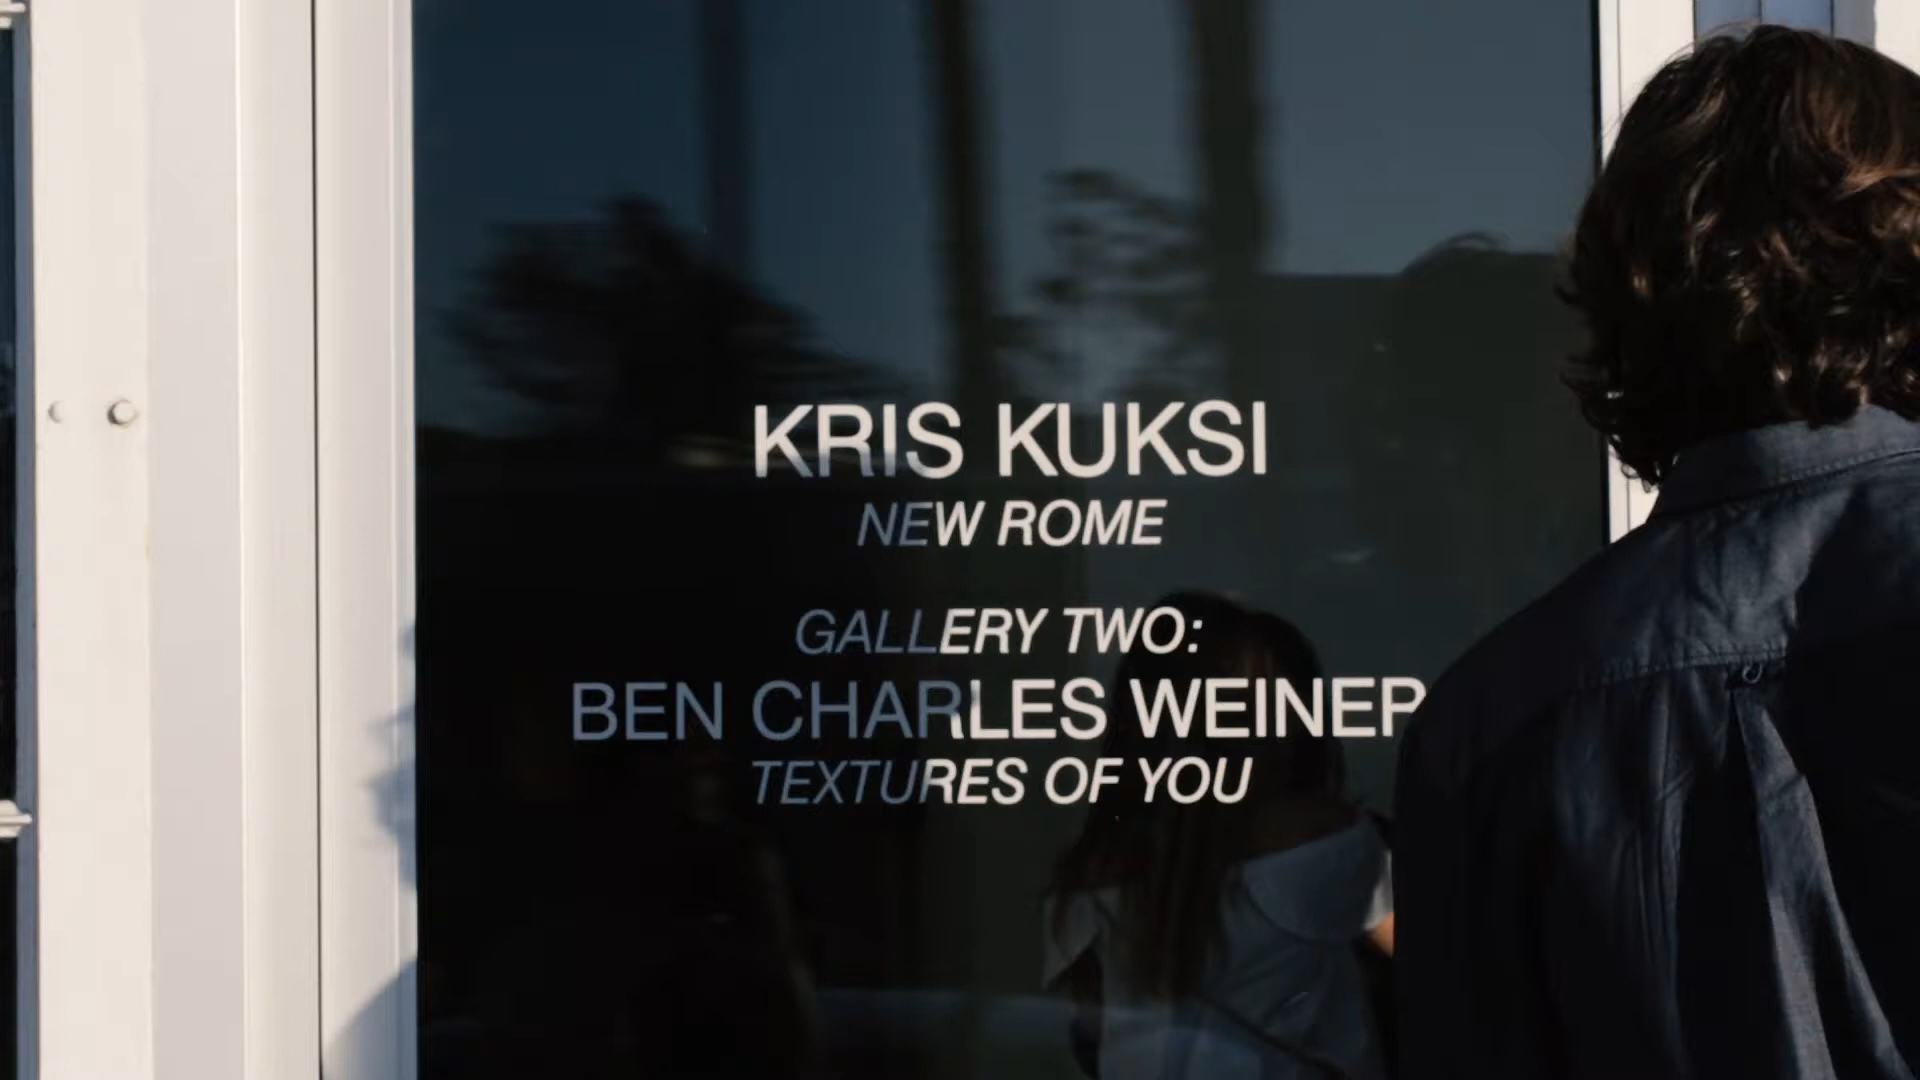 KRIS KUKSI
NEW ROME
GALLERY TWO:
BEN CHARLES WEINER
TEXTURES OF YOU